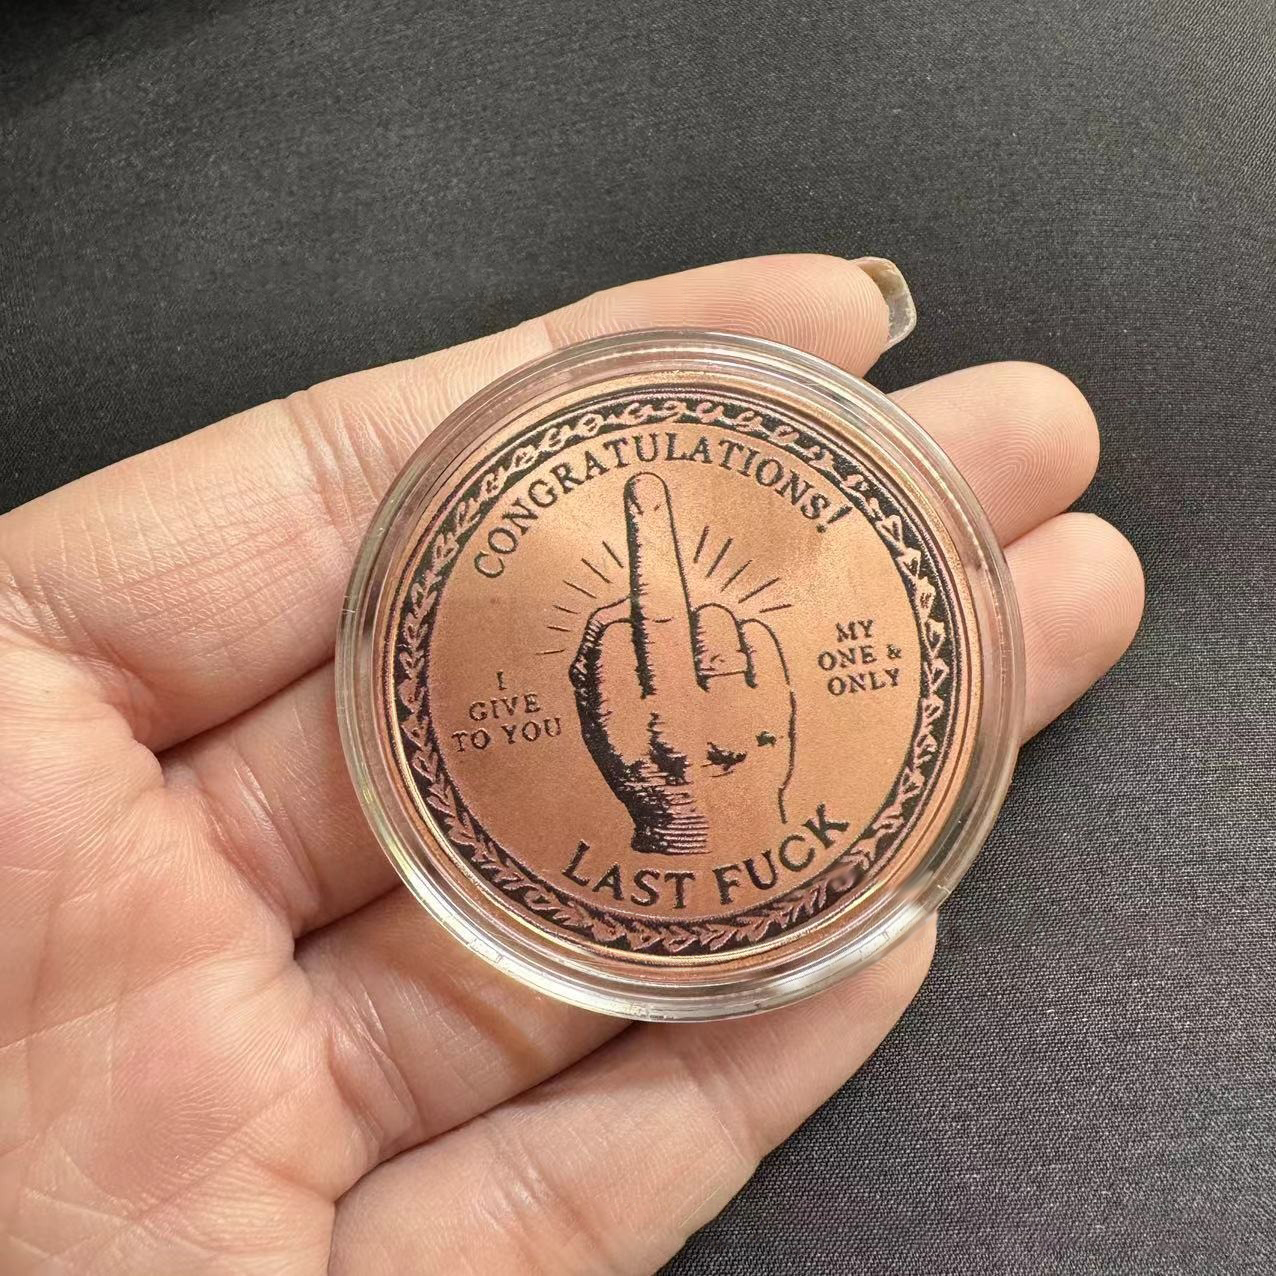 CONGRATULATIONS!
I
GIVE
TO YOU
MY
ONE &
ONLY
LAST FUCK